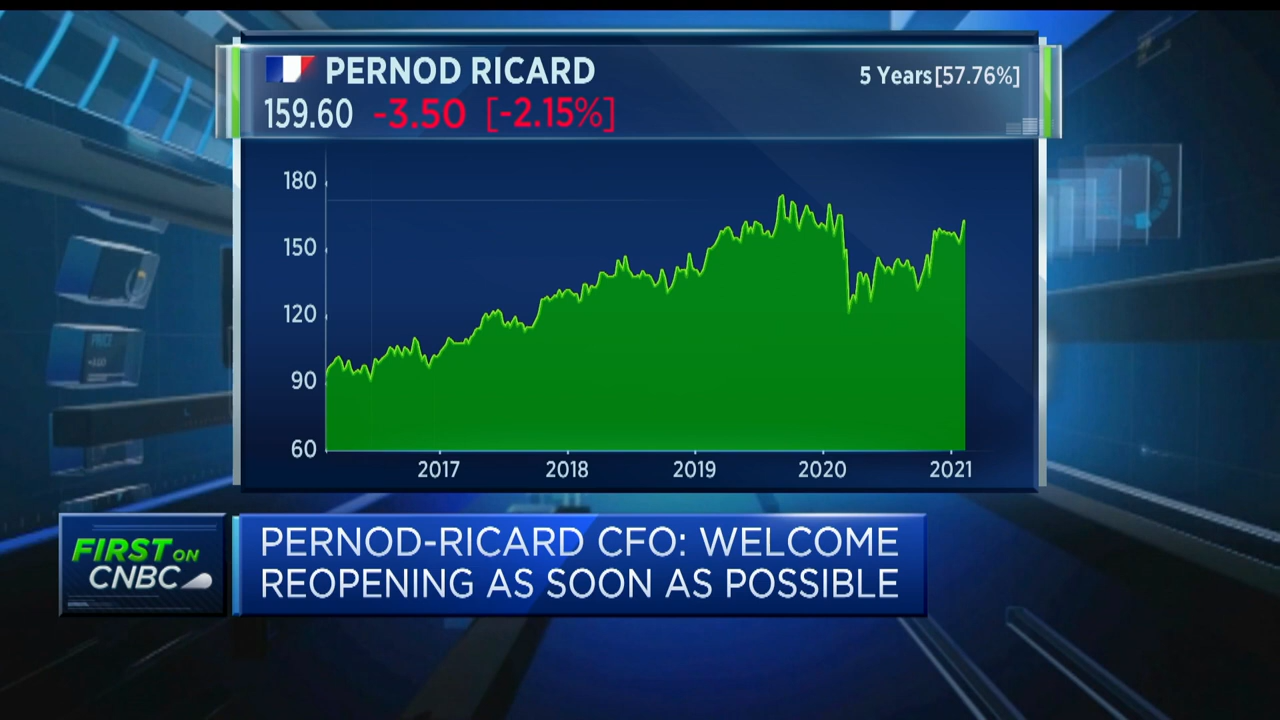 PERNOD RICARD
5 Years[57.76%]
159.60 -3.50 [-2.15%]
180
150
120
90
60
2017 2018 2019 2020 2021
FIRST ON
CNBC
PERNOD-RICARD CFO: WELCOME
REOPENING AS SOON AS POSSIBLE
PRICE